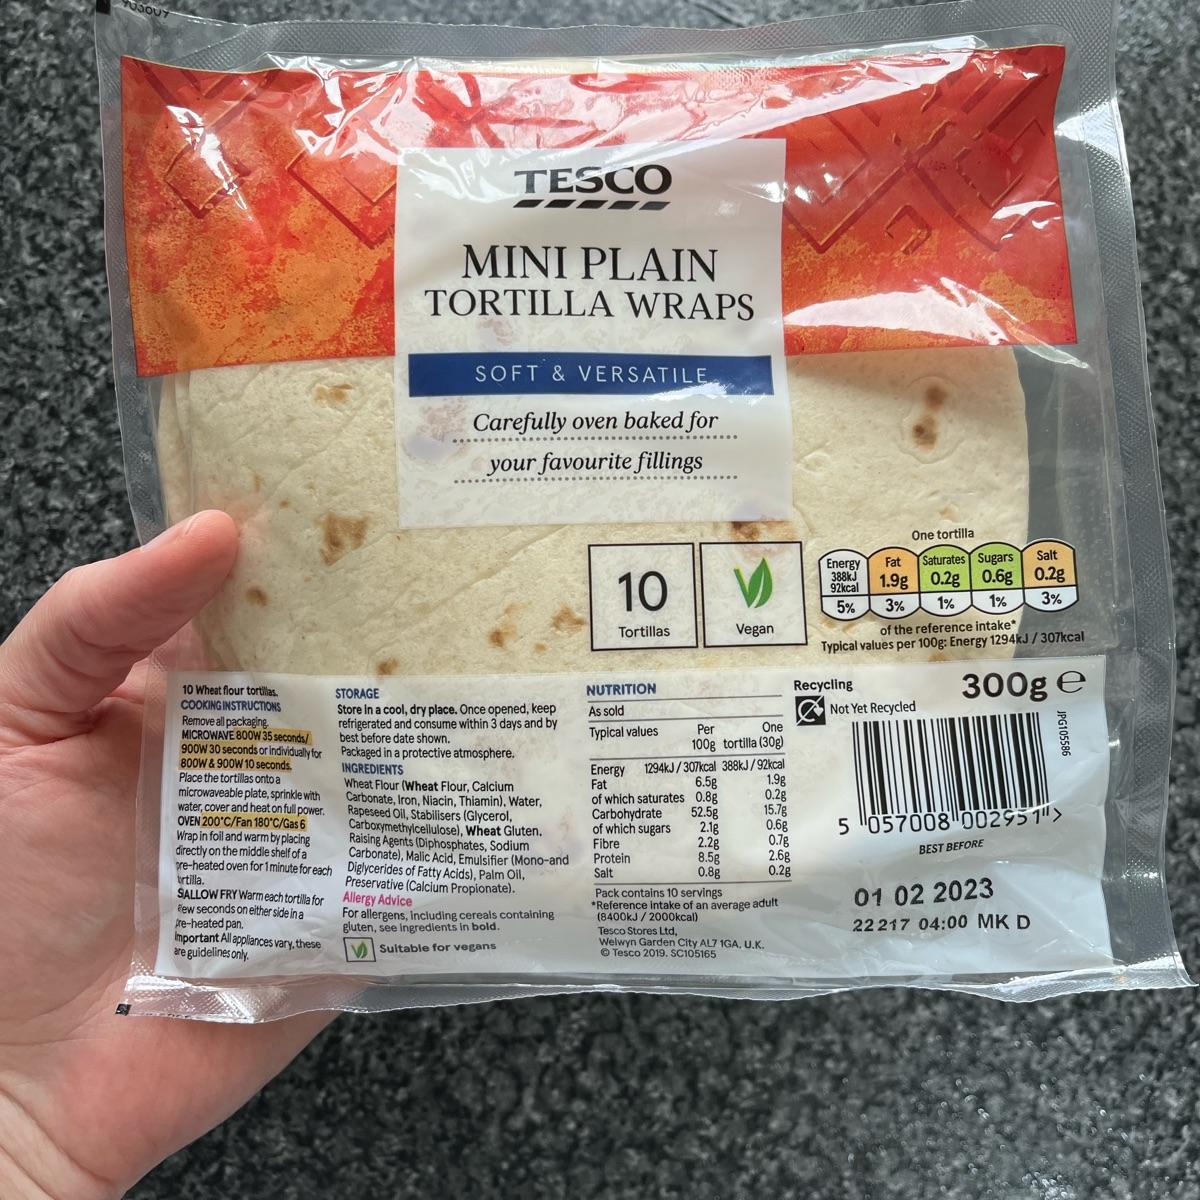 903609
TESCO
MINI PLAIN
TORTILLA WRAPS
SOFT & VERSATILE
Carefully oven baked for
your favourite fillings
10
Tortillas
Vegan
One tortilla
Energy
388kJ
92kcal
5%
Fat
1.9g
3%
Saturates
0.2g
1%
Sugars
0.6g
1%
Salt
0.2g
3%
of the reference intake*
Typical values per 100g: Energy 1294kJ / 307kcal
10 Wheat flour tortillas.
COOKING INSTRUCTIONS
Remove all packaging.
MICROWAVE 800W 35 seconds/
900W 30 seconds or individually for
800W & 900W 10 seconds.
Place the tortillas onto a
microwaveable plate, sprinkle with
water, cover and heat on full power.
OVEN 200°C/Fan 180°C/Gas 6
Wrap in foil and warm by placing
directly on the middle shelf of a
pre-heated oven for 1 minute for each
tortilla.
SALLOW FRY Warm each tortilla for
few seconds on either side in a
pre-heated pan.
Important All appliances vary, these
are guidelines only.
STORAGE
Store in a cool, dry place. Once opened, keep
refrigerated and consume within 3 days and by
best before date shown.
Packaged in a protective atmosphere.
INGREDIENTS
Wheat Flour (Wheat Flour, Calcium
Carbonate, Iron, Niacin, Thiamin), Water,
Rapeseed Oil, Stabilisers (Glycerol,
Carboxymethylcellulose), Wheat Gluten,
Raising Agents (Diphosphates, Sodium
Carbonate), Malic Acid, Emulsifier (Mono-and
Diglycerides of Fatty Acids), Palm Oil,
Preservative (Calcium Propionate).
Allergy Advice
For allergens, including cereals containing
gluten, see ingredients in bold.
Suitable for vegans
NUTRITION
As sold
Typical values Per 100g One tortilla (30g)
Energy 1294kJ / 307kcal 388kJ / 92kcal
Fat 6.5g 1.9g
of which saturates 0.8g 0.2g
Carbohydrate 52.5g 15.7g
of which sugars 2.1g 0.6g
Fibre 2.2g 0.7g
Protein 8.5g 2.6g
Salt 0.8g 0.2g
Pack contains 10 servings
*Reference intake of an average adult
(8400kJ / 2000kcal)
Tesco Stores Ltd,
Welwyn Garden City AL7 1GA, U.K.
© Tesco 2019. SC105165
Recycling
Not Yet Recycled
300g e
JPG105586
5 057008 002951 >
BEST BEFORE
01 02 2023
22217 04:00 MK D